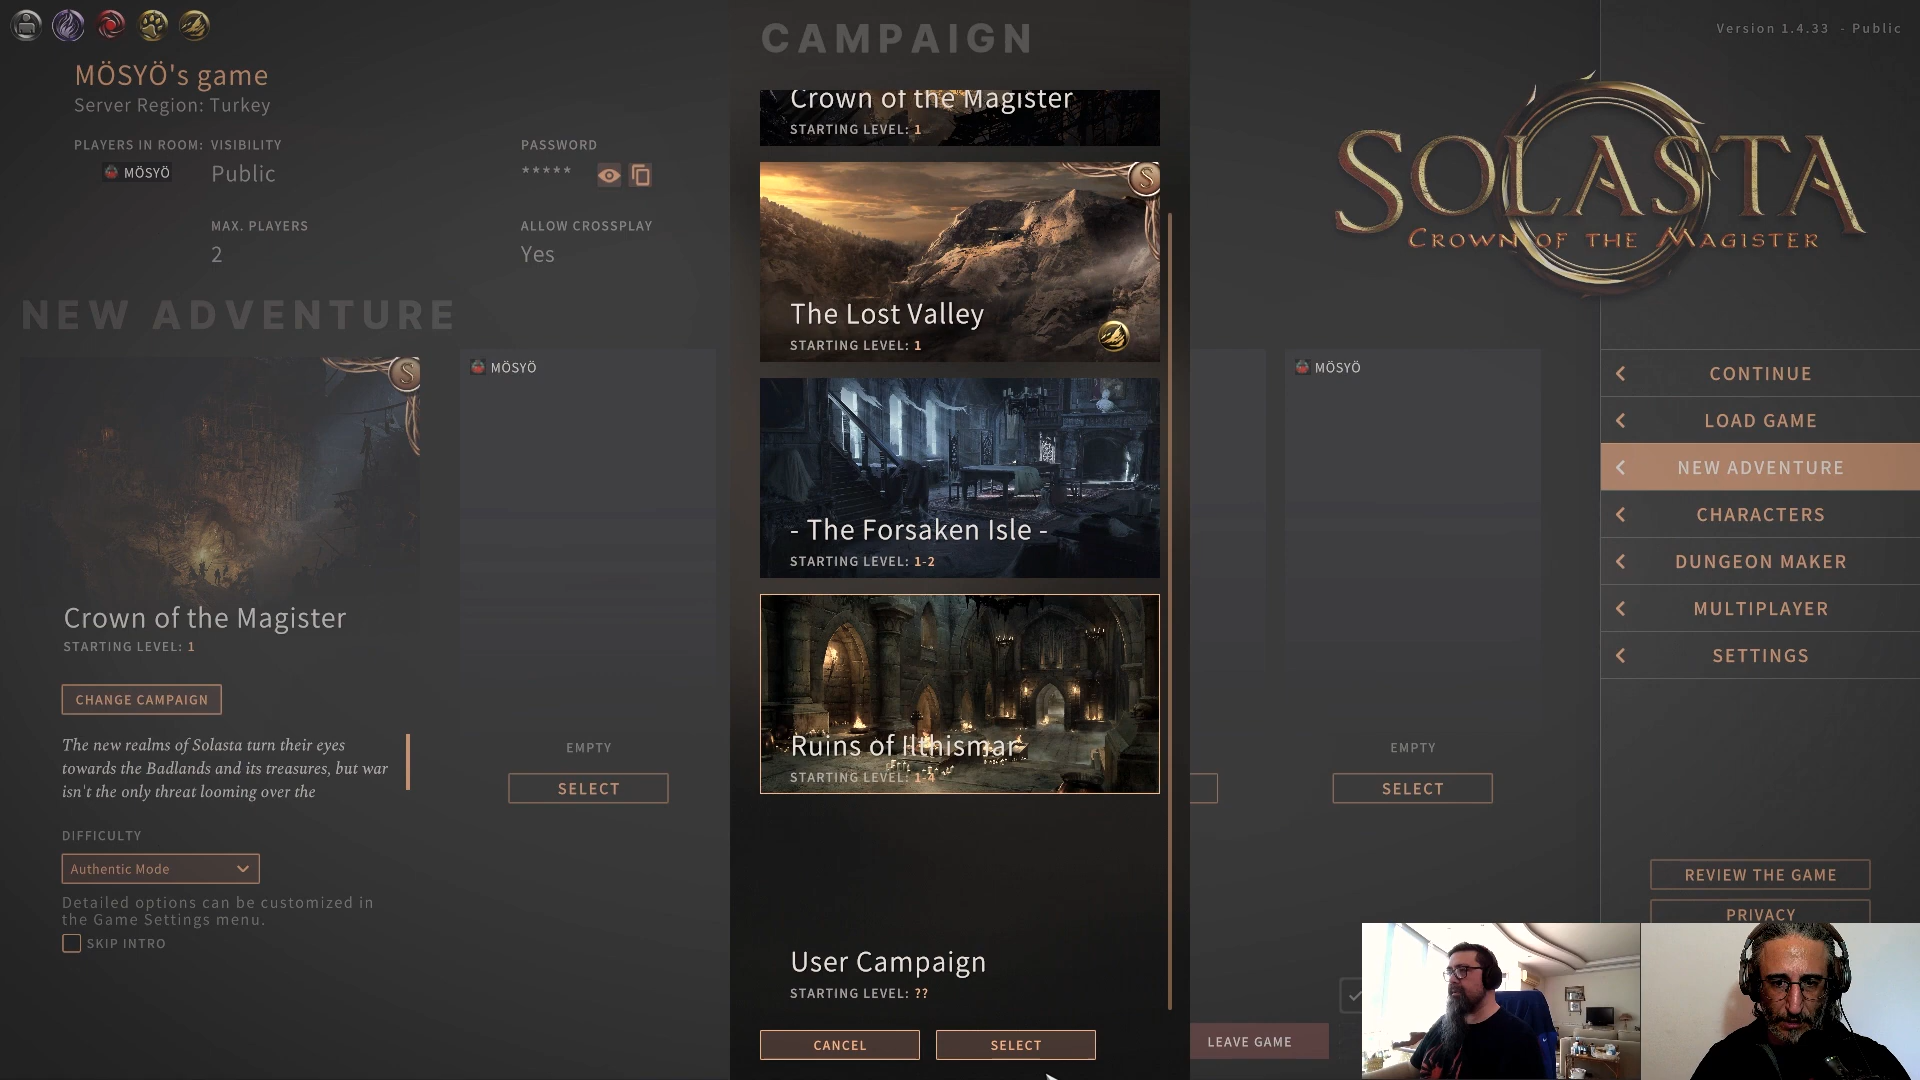 MÖSYÖ's game
Server Region: Turkey
PLAYERS IN ROOM:
MÖSYÖ
VISIBILITY
Public
PASSWORD
*****
MAX. PLAYERS
2
ALLOW CROSSPLAY
Yes
NEW ADVENTURE
S
Crown of the Magister
STARTING LEVEL: 1
CHANGE CAMPAIGN
The new realms of Solasta turn their eyes
towards the Badlands and its treasures, but war
isn't the only threat looming over the
DIFFICULTY
Authentic Mode
Detailed options can be customized in
the Game Settings menu.
SKIP INTRO
MÖSYÖ
EMPTY
SELECT
CAMPAIGN
Crown of the Magister
STARTING LEVEL: 1
S
The Lost Valley
STARTING LEVEL: 1
- The Forsaken Isle -
STARTING LEVEL: 1-2
Ruins of Ilthismar
STARTING LEVEL: 1-4
User Campaign
STARTING LEVEL: ??
CANCEL
SELECT
MÖSYÖ
EMPTY
SELECT
LEAVE GAME
Version 1.4.33 - Public
SOLASTA
CROWN OF THE MAGISTER
CONTINUE
LOAD GAME
NEW ADVENTURE
CHARACTERS
DUNGEON MAKER
MULTIPLAYER
SETTINGS
REVIEW THE GAME
PRIVACY